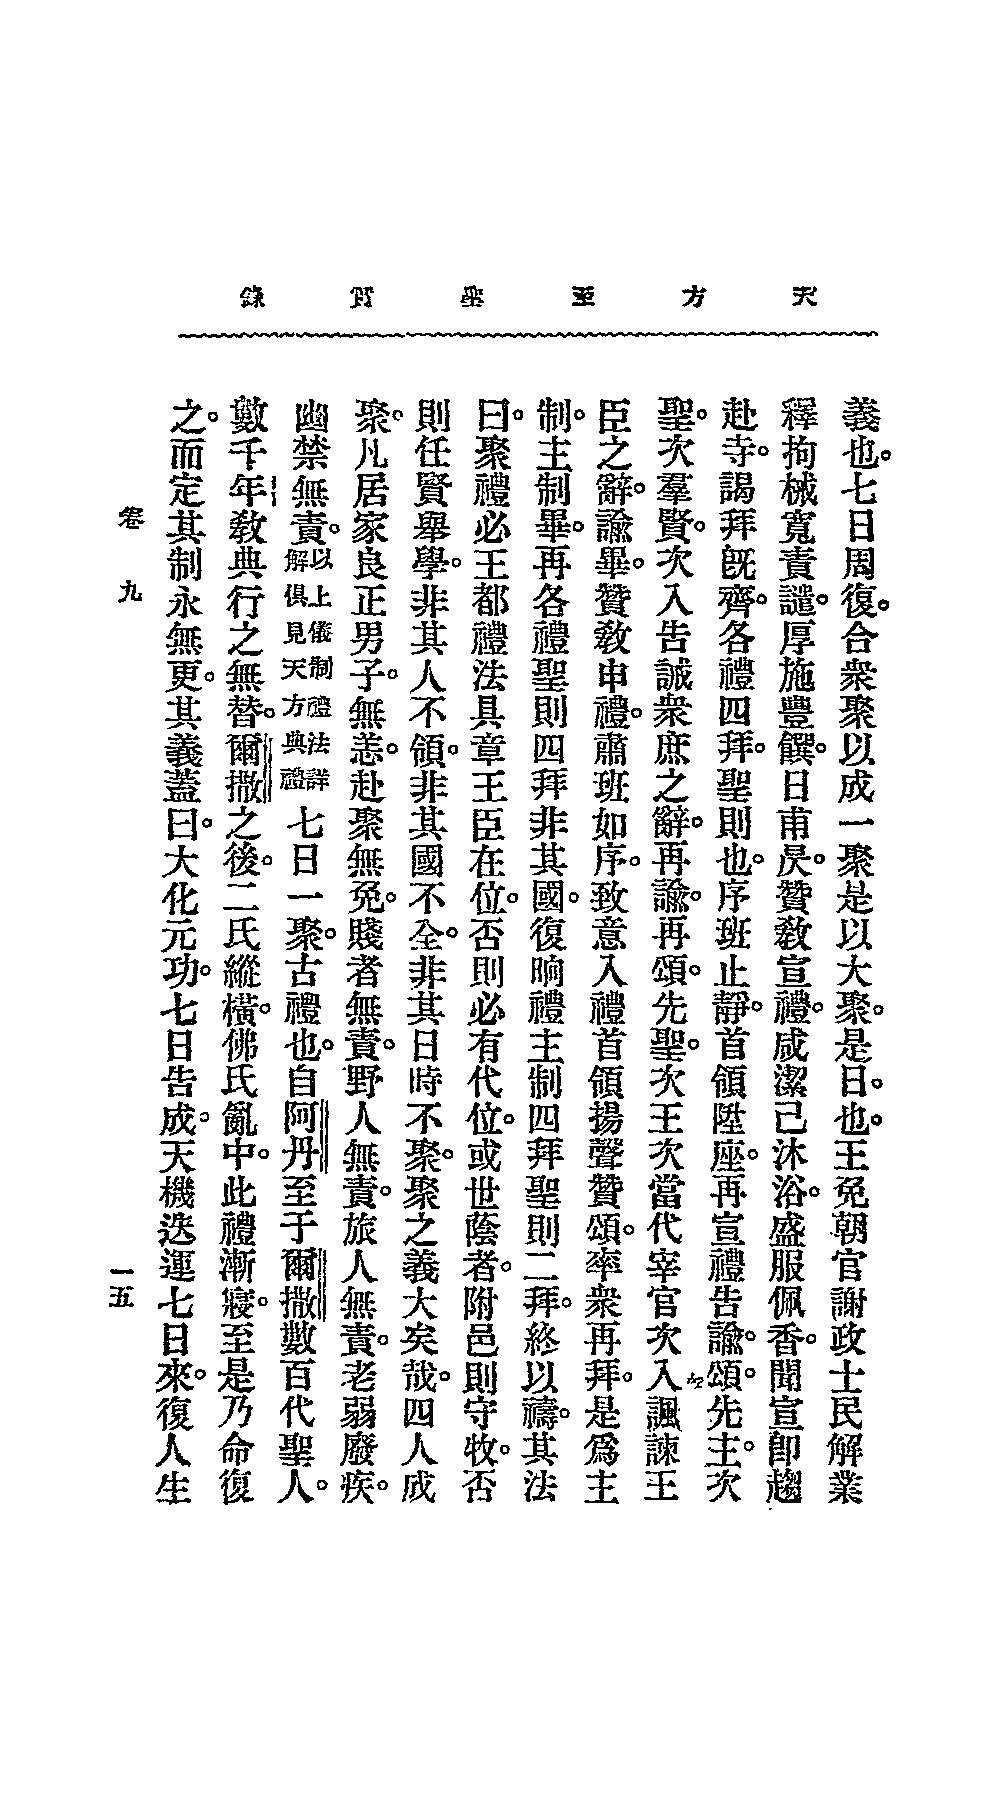 天方至聖實錄
義也。七日周復。合衆聚以成一聚是以大聚。是日。也。王免朝官謝政士民解業
釋拘械寬責譴。厚施豐饌。日甫昃。贊教宣禮。咸潔己沐浴。盛服佩香。聞宣卽趨
赴寺。謁拜旣齊。各禮四拜。聖則也。序班止靜。首領陞座。再宣禮告諭。頌。先主。次
聖。次羣賢。次入告誡衆庶之辭。再諭。再頌。先聖。次王次當代宰官次入諷諫王
臣之辭。諭畢。贊教申禮。肅班如序。致意入禮首領揚聲贊頌。率衆再拜。是爲主
制。主制畢。再各禮聖則四拜非其國。復晌禮主制四拜聖則二拜。終以禱。其法
曰。聚禮必王都禮法具章王臣在位。否則必有代位。或世蔭者。附邑則守牧。否
則任賢舉學。非其人不領。非其國不全。非其日時不聚。聚之義大矣哉。四人成
聚。凡居家良正男子。無恙。赴聚無免。賤者無責。野人無責。旅人無責。老弱廢疾。
幽禁無責。以上儀制禮法詳解俱見天方典禮七日一聚。古禮也。自阿丹至于爾撒數百代聖人。
數千年教典行之無替。爾撒之後。二氏縱橫。佛氏亂中。此禮漸寢。至是乃命復
之。而定其制永無更。其義蓋曰。大化元功。七日告成。天機迭運七日來。復人生
卷九
一五